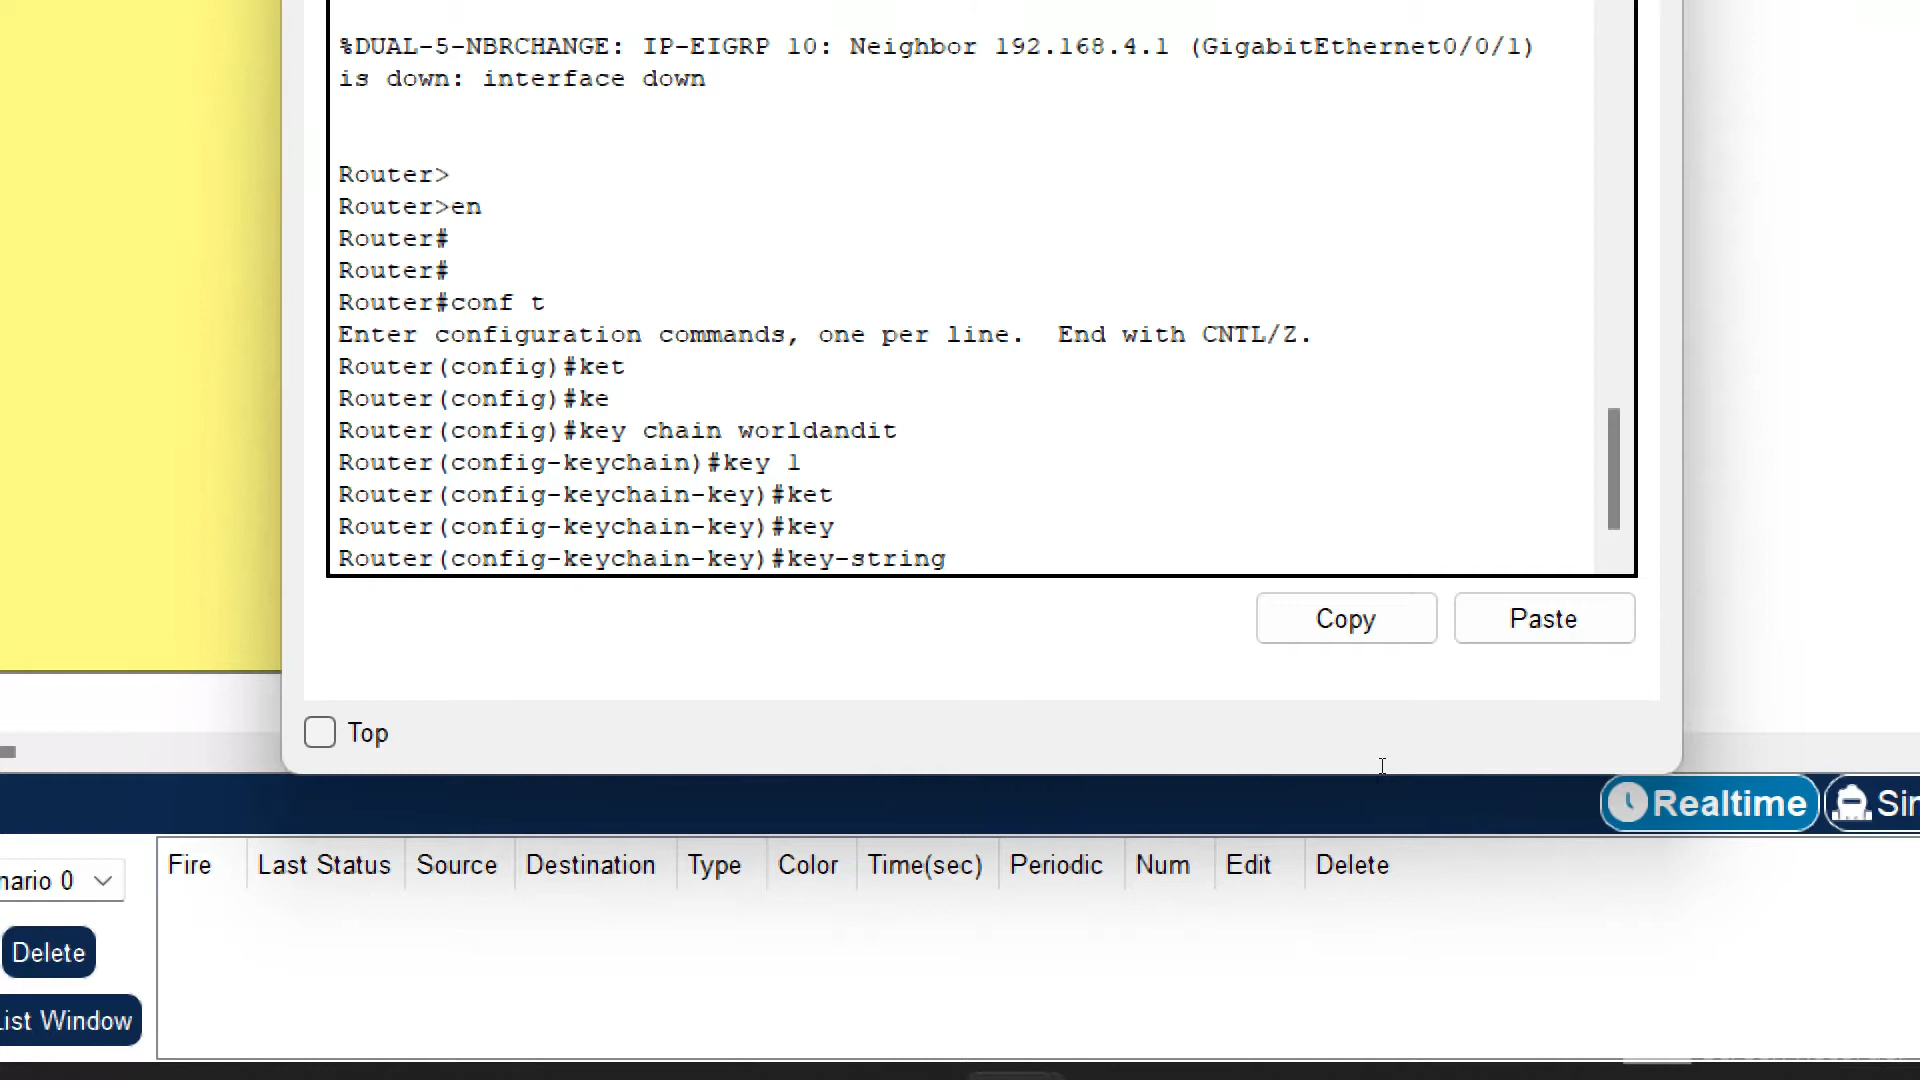 %DUAL-5-NBRCHANGE: IP-EIGRP 10: Neighbor 192.168.4.1 (GigabitEthernet0/0/1)
is down: interface down
Router>
Router>en
Router#
Router#
Router#conf t
Enter configuration commands, one per line.  End with CNTL/Z.
Router(config)#ket
Router(config)#ke
Router(config)#key chain worldandit
Router(config-keychain)#key 1
Router(config-keychain-key)#ket
Router(config-keychain-key)#key
Router(config-keychain-key)#key-string
Copy Paste
Top
Realtime Sir
nario 0 Fire Last Status Source Destination Type Color Time(sec) Periodic Num Edit Delete
Delete
List Window